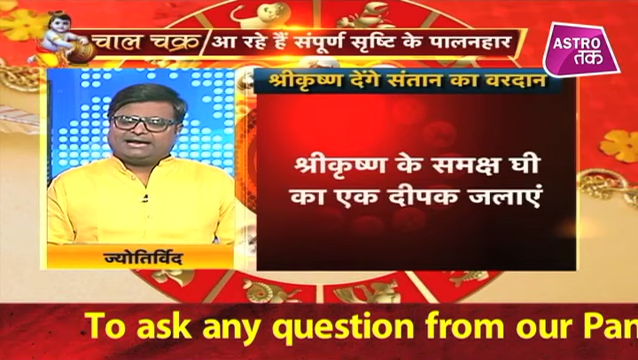 चाल चक्र आ रहे हैं संपूर्ण सृष्टि के पालनहार
ASTRO
तक
श्रीकृष्ण देंगे संतान का वरदान
श्रीकृष्ण के समक्ष घी
का एक दीपक जलाएं
ज्योतिर्विद
To ask any question from our Pan